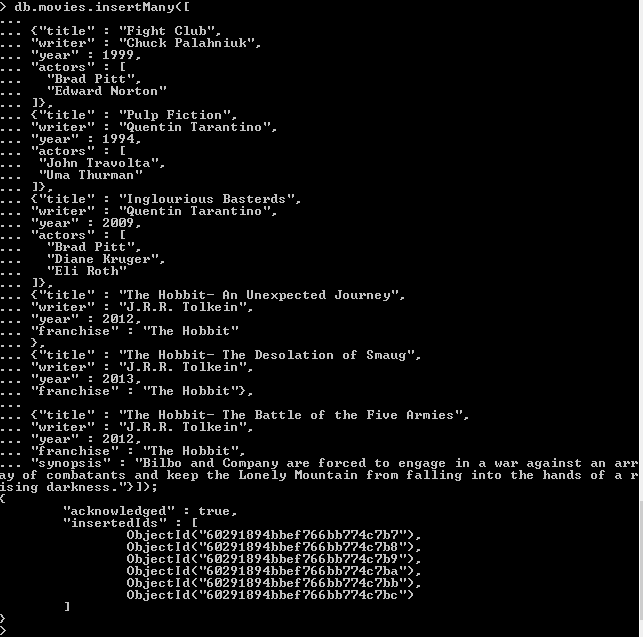 > db.movies.insertMany([
...
... {"title" : "Fight Club",
... "writer" : "Chuck Palahniuk",
... "year" : 1999,
... "actors" : [
...   "Brad Pitt",
...   "Edward Norton"
... ]},
... {"title" : "Pulp Fiction",
... "writer" : "Quentin Tarantino",
... "year" : 1994,
... "actors" : [
...  "John Travolta",
...  "Uma Thurman"
... ]},
... {"title" : "Inglourious Basterds",
... "writer" : "Quentin Tarantino",
... "year" : 2009,
... "actors" : [
...   "Brad Pitt",
...   "Diane Kruger",
...   "Eli Roth"
... ]},
... {"title" : "The Hobbit- An Unexpected Journey",
... "writer" : "J.R.R. Tolkein",
... "year" : 2012,
... "franchise" : "The Hobbit"
... },
... {"title" : "The Hobbit- The Desolation of Smaug",
... "writer" : "J.R.R. Tolkein",
... "year" : 2013,
... "franchise" : "The Hobbit"},
...
... {"title" : "The Hobbit- The Battle of the Five Armies",
... "writer" : "J.R.R. Tolkein",
... "year" : 2012,
... "franchise" : "The Hobbit",
... "synopsis" : "Bilbo and Company are forced to engage in a war against an arr
ay of combatants and keep the Lonely Mountain from falling into the hands of a r
ising darkness."}]);
{
        "acknowledged" : true,
        "insertedIds" : [
                ObjectId("60291894bbef766bb774c7b7"),
                ObjectId("60291894bbef766bb774c7b8"),
                ObjectId("60291894bbef766bb774c7b9"),
                ObjectId("60291894bbef766bb774c7ba"),
                ObjectId("60291894bbef766bb774c7bb"),
                ObjectId("60291894bbef766bb774c7bc")
        ]
}
>